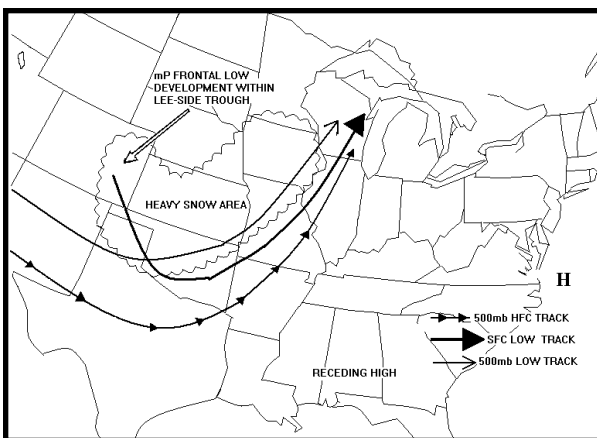 mP FRONTAL LOW
DEVELOPMENT WITHIN
LEE-SIDE TROUGH
HEAVY SNOW AREA
H
500mb HFC TRACK
SFC LOW TRACK
500mb LOW TRACK
RECEDING HIGH